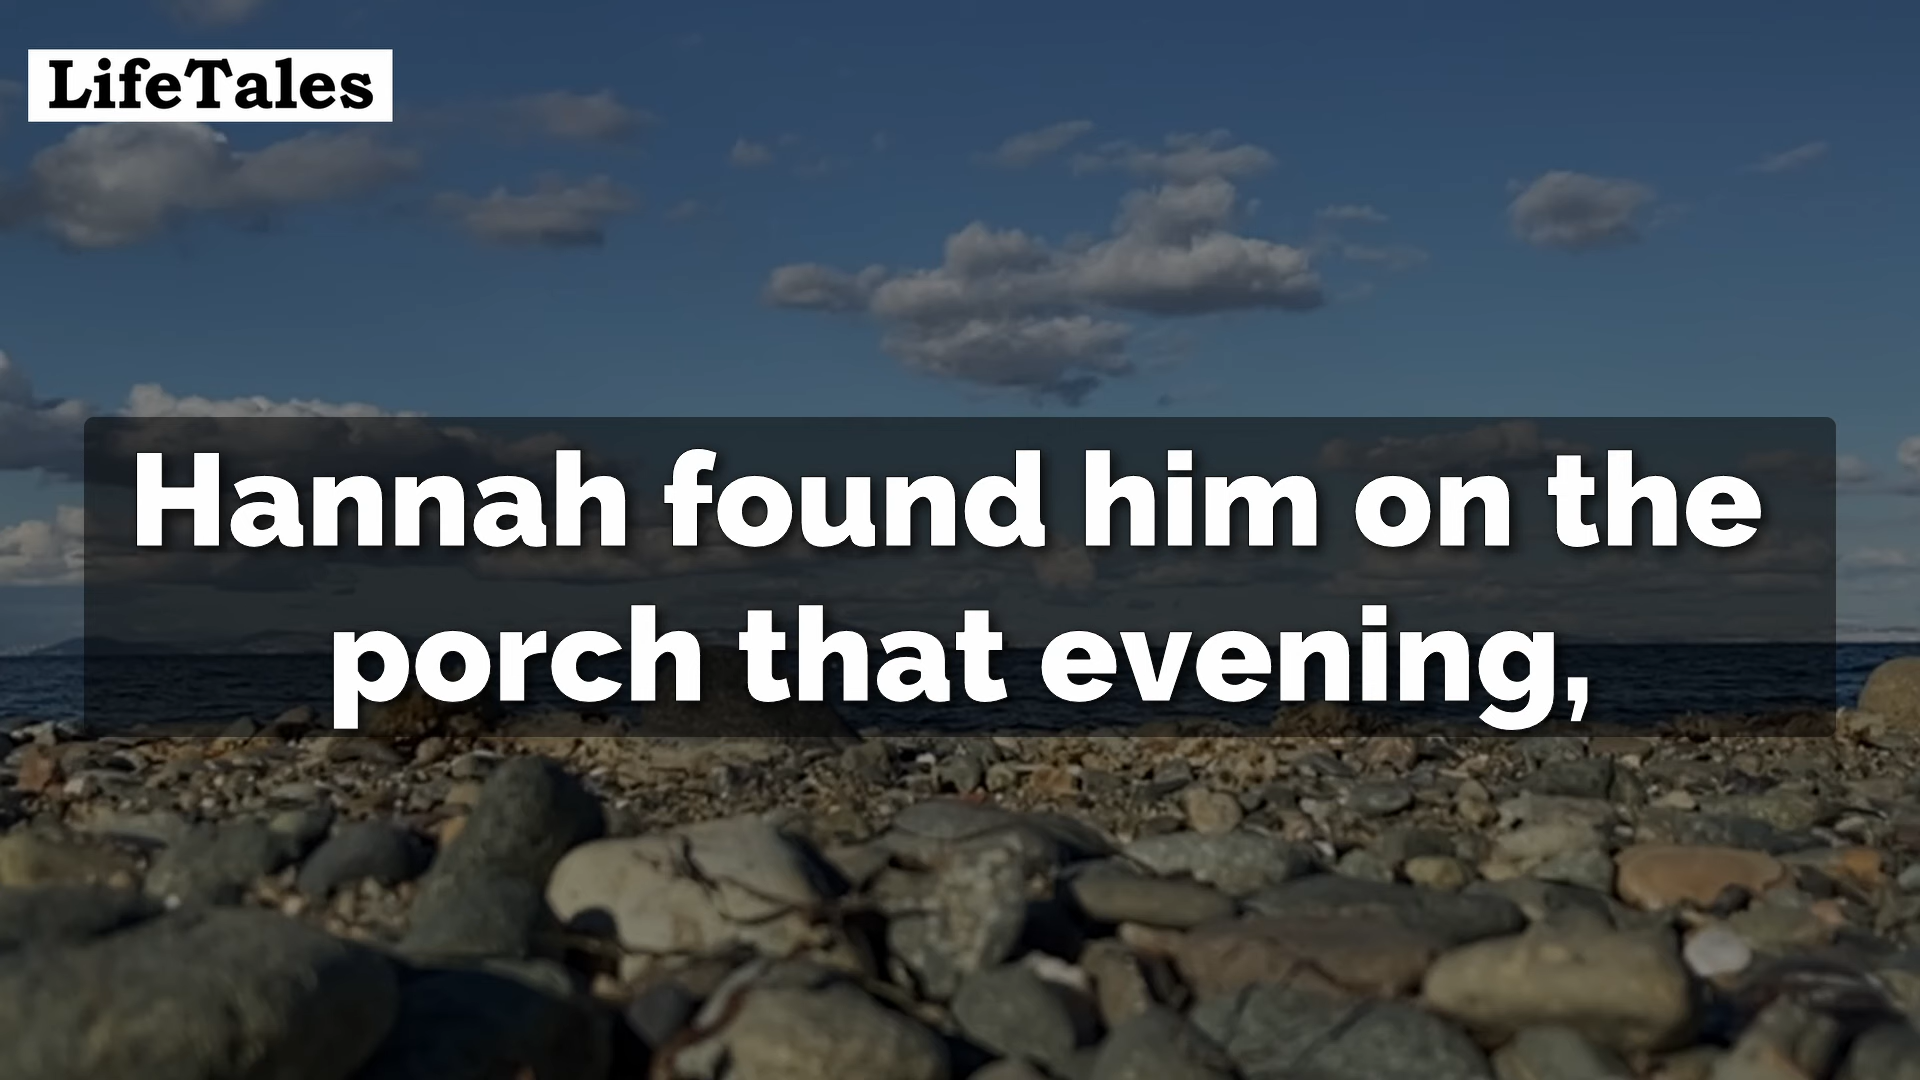 LifeTales
Hannah found him on the
porch that evening,